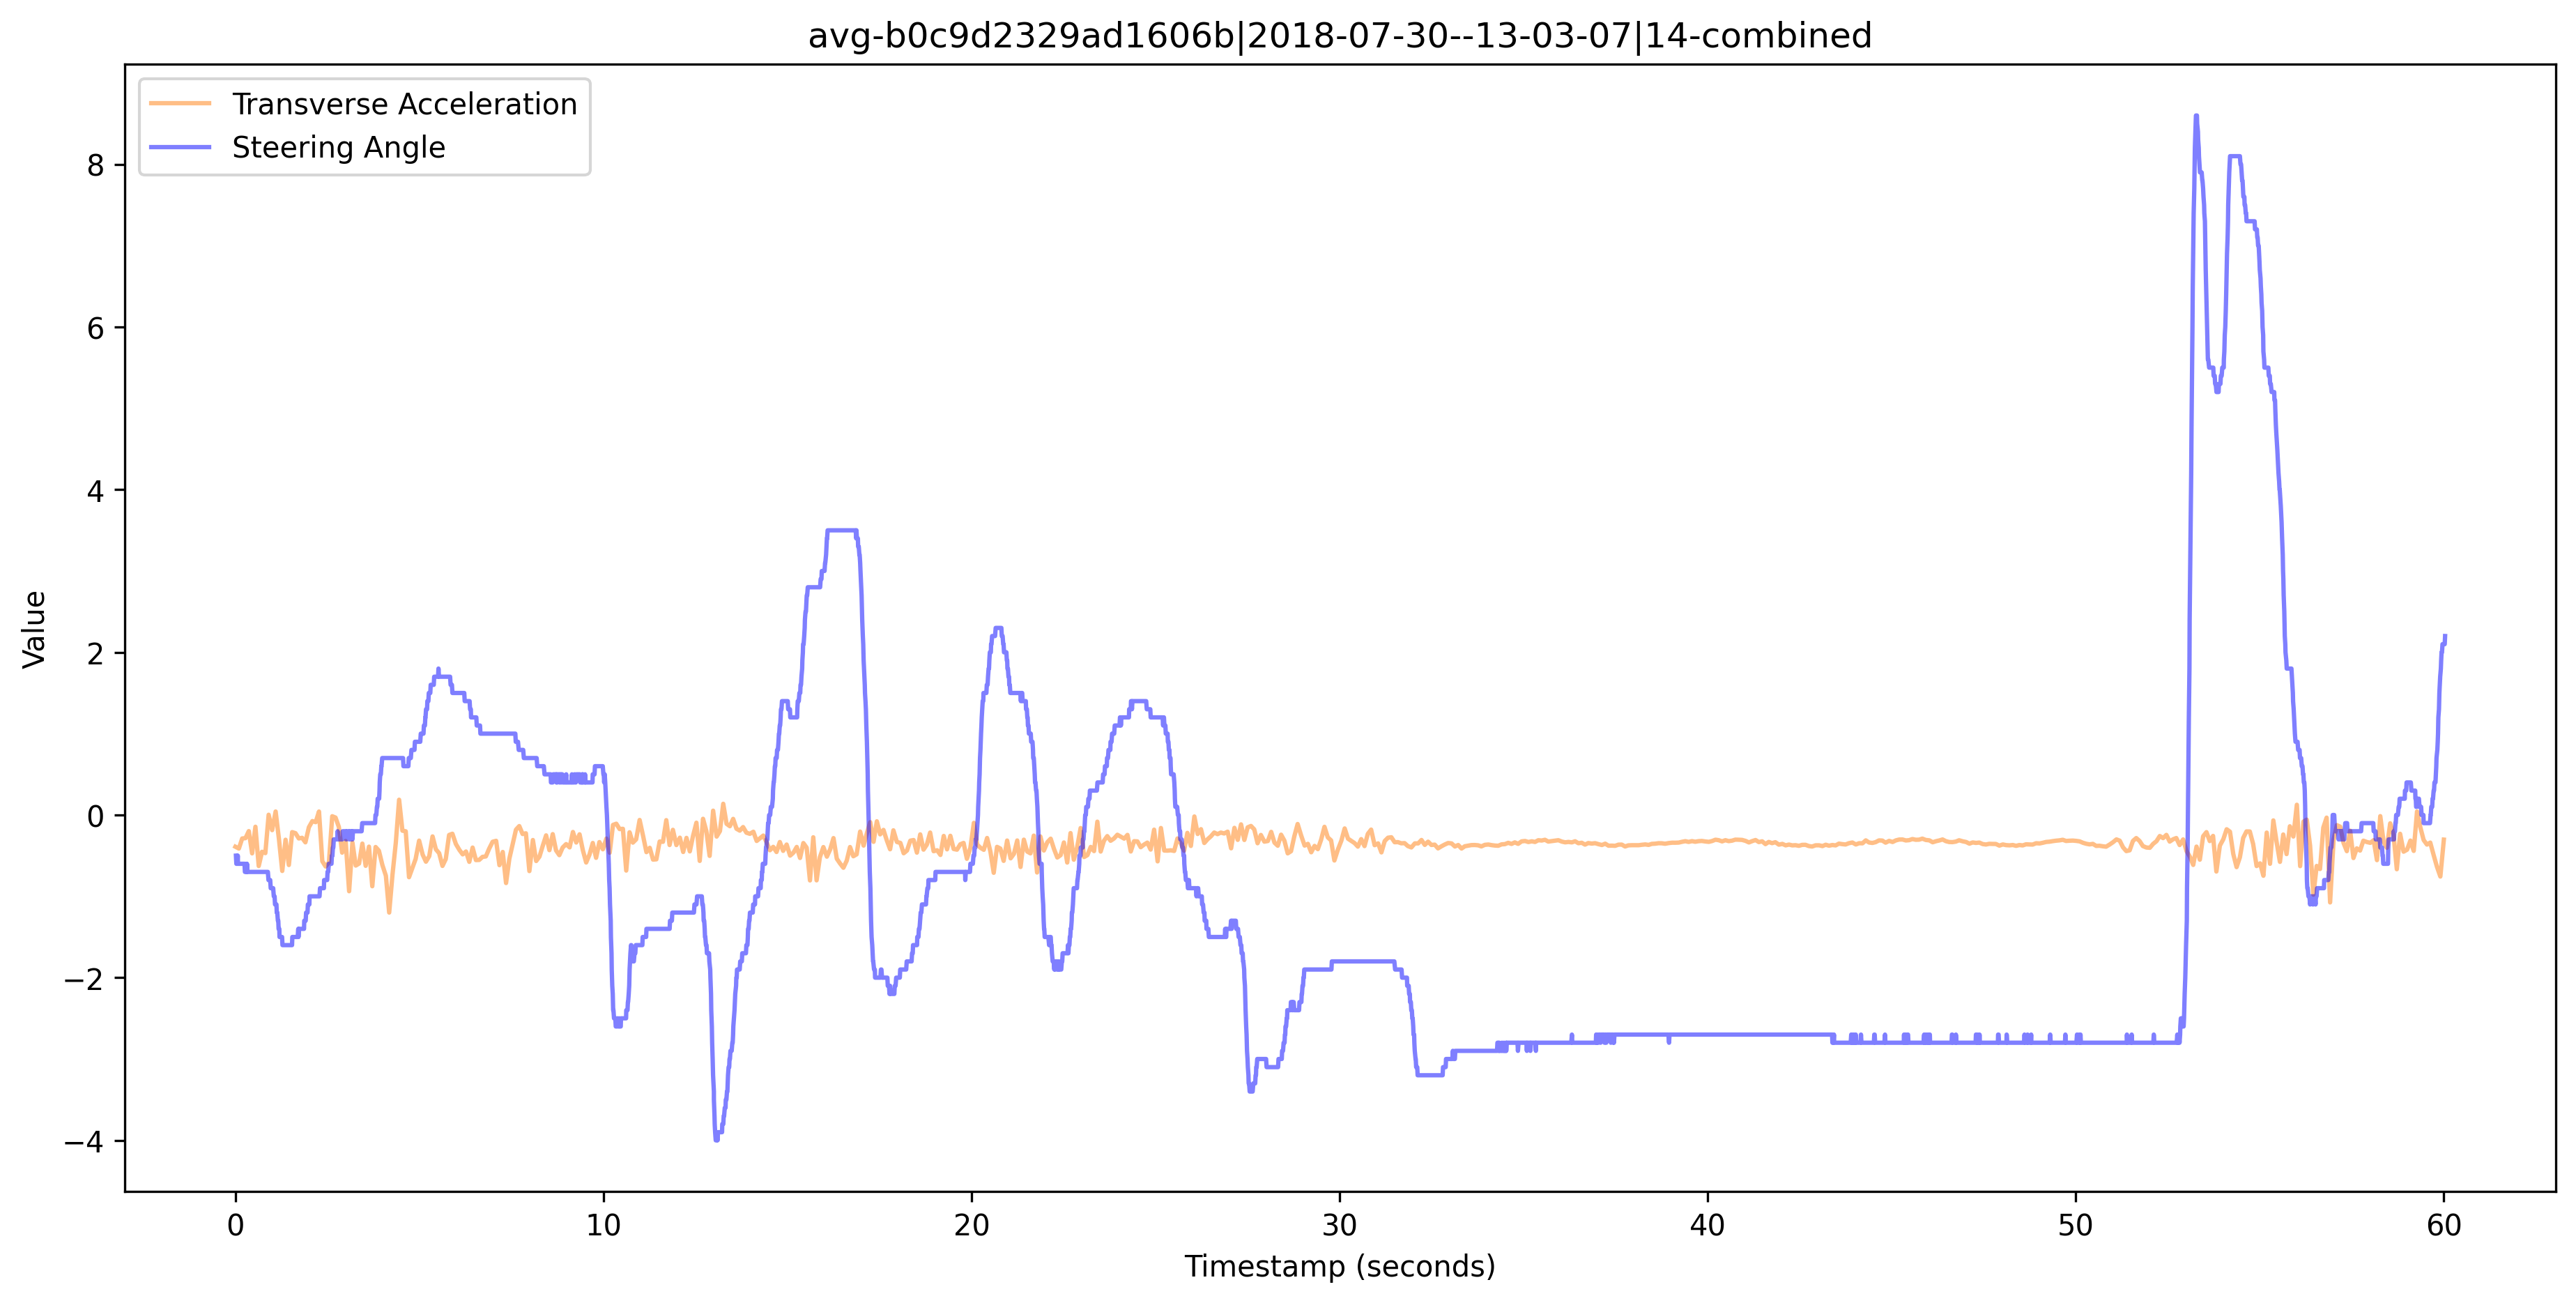 avg-b0c9d2329ad1606b|2018-07-30--13-03-07|14-combined
Transverse Acceleration
Steering Angle
8
6
4
2
0
−2
−4
Value
0 10 20 30 40 50 60
Timestamp (seconds)